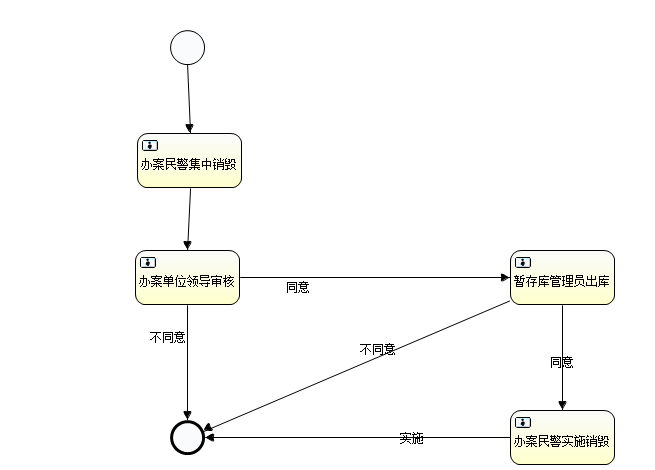 办案民警集中销毁
办案单位领导审核
暂存库管理员出库
同意
不同意
不同意
同意
实施
办案民警实施销毁